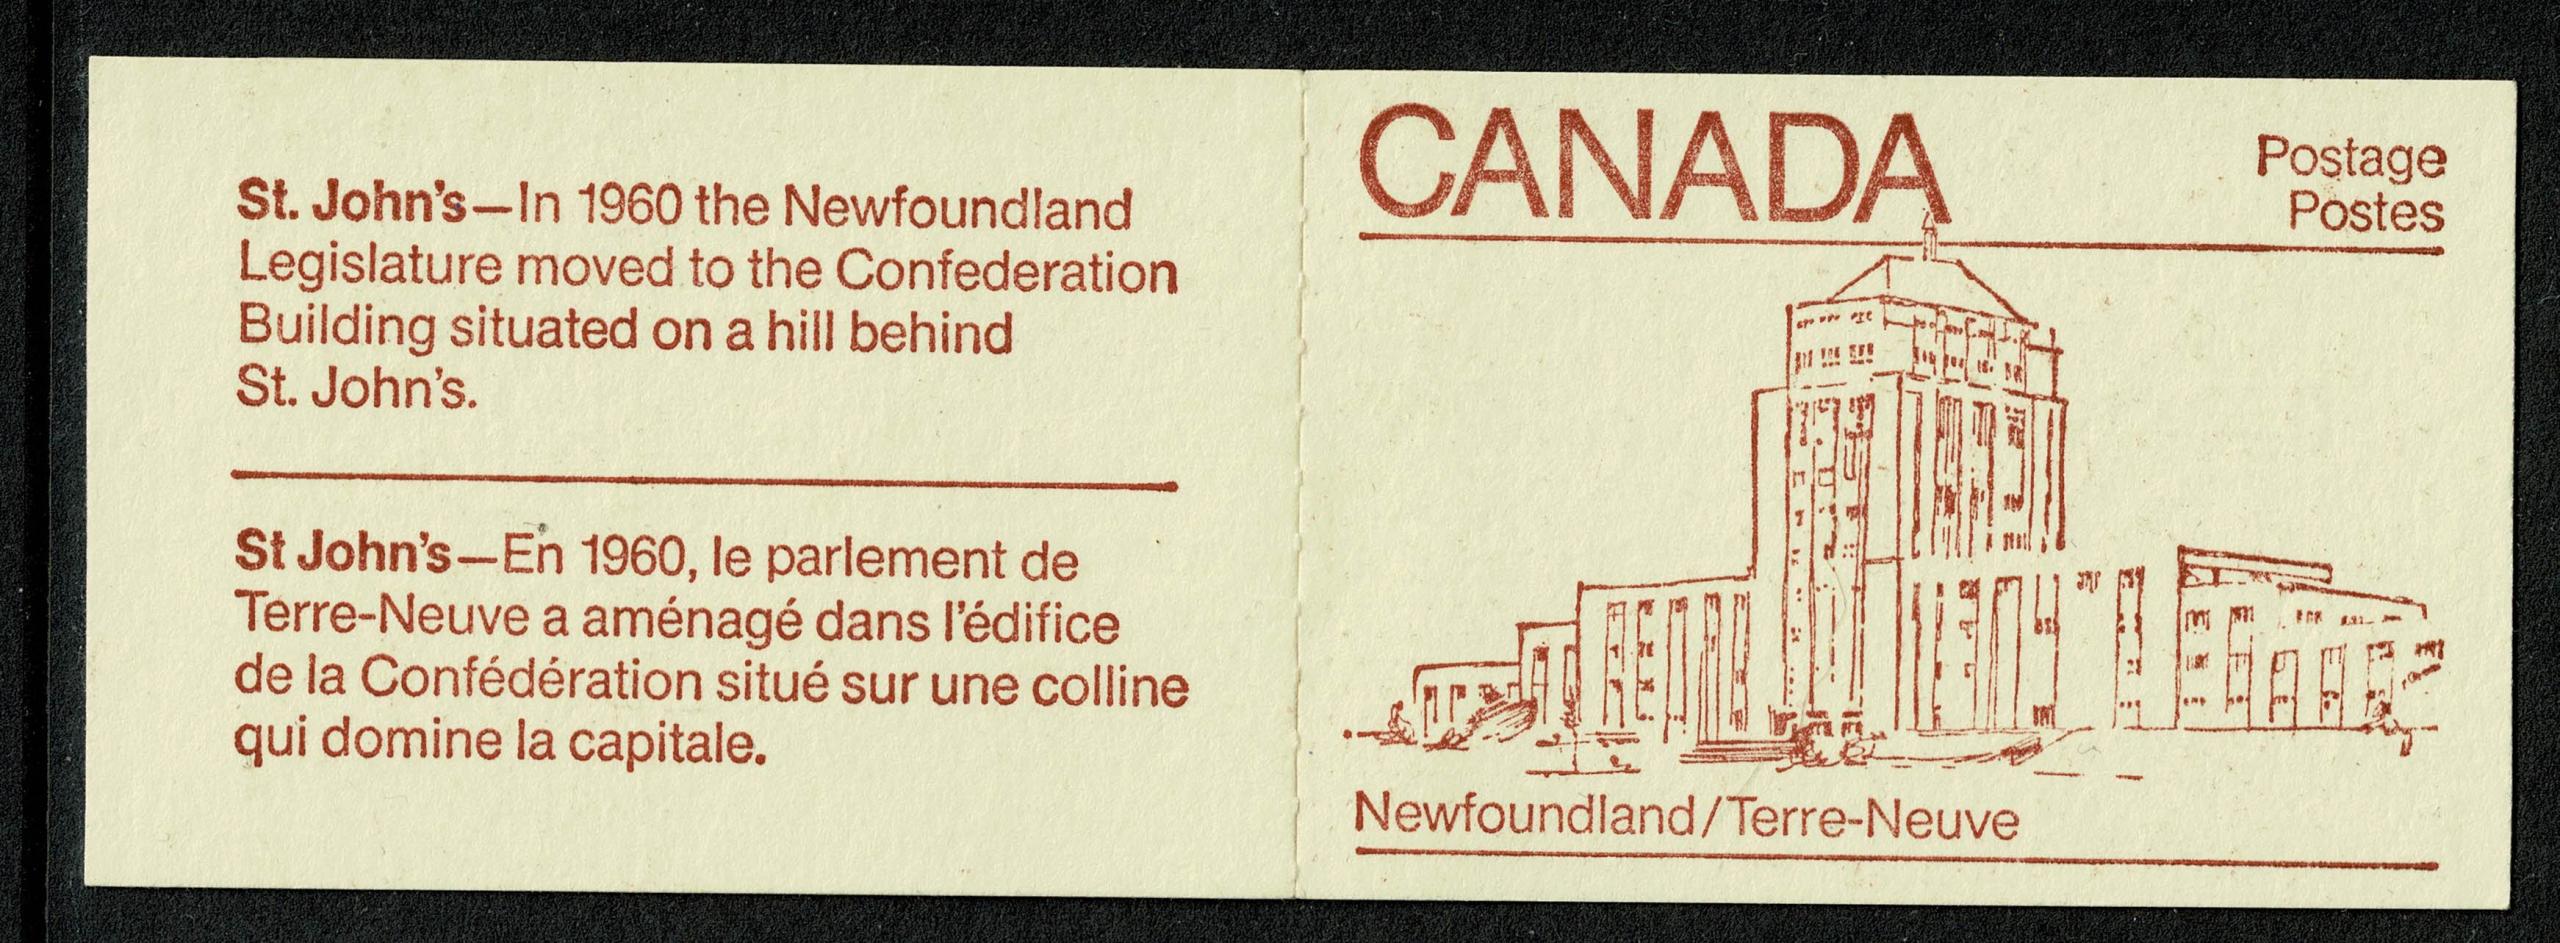 St. John's—In 1960 the Newfoundland
Legislature moved to the Confederation
Building situated on a hill behind
St. John's.
St John's—En 1960, le parlement de
Terre-Neuve a aménagé dans l'édifice
de la Confédération situé sur une colline
qui domine la capitale.
CANADA
Postage
Postes
Newfoundland/Terre-Neuve